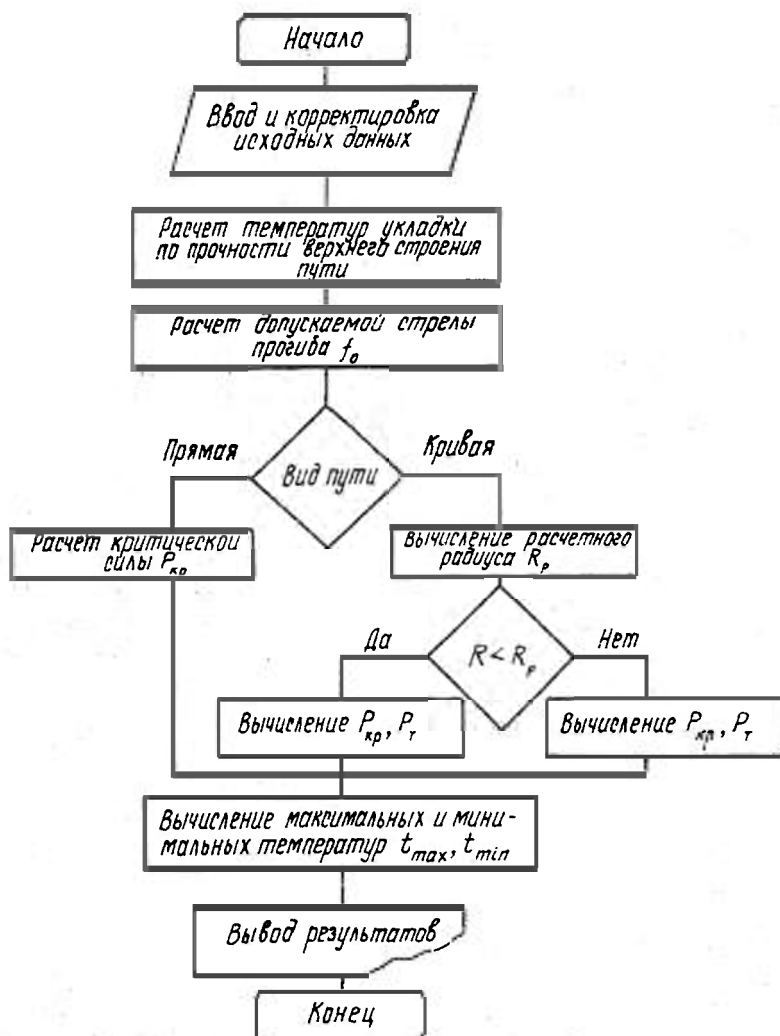 Начало
Ввод и корректировка
исходных данных
Расчет температур укладки
по прочности верхнего строения
пути
Расчет допускаемой стрелы
прогиба f₀
Вид пути
Прямая
Кривая
Расчет критической
силы Pкр
Вычисление расчетного
радиуса Rр
R < Rр
Да
Нет
Вычисление Pкр, Pт
Вычисление Pкр, Pт
Вычисление максимальных и мини-
мальных температур tmax, tmin
Вывод результатов
Конец